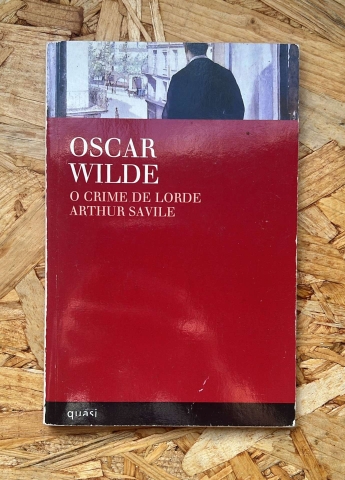 OSCAR
WILDE
O CRIME DE LORDE
ARTHUR SAVILE
quasi